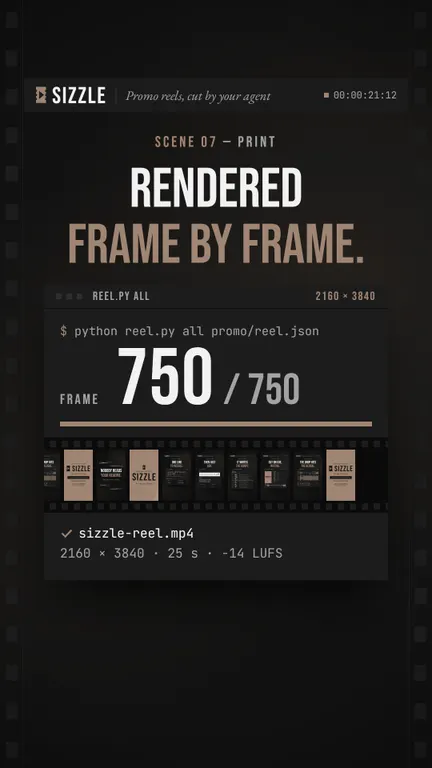 SIZZLE
Promo reels, cut by your agent
00:00:21:12
SCENE 07 — PRINT
RENDERED
FRAME BY FRAME.
REEL.PY ALL
2160 × 3840
$ python reel.py all promo/reel.json
FRAME 750 / 750
SIZZLE
SIZZLE
SIZZLE
✓ sizzle-reel.mp4
2160 × 3840 · 25 s · -14 LUFS